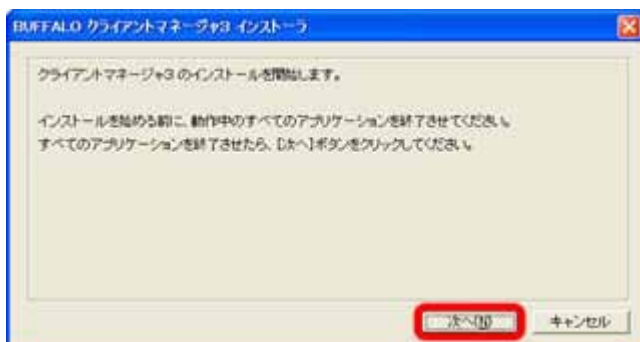 BUFFALO クライアントマネージャ3 インストーラ
クライアントマネージャ3 のインストールを開始します。
インストールを始める前に、動作中のすべてのアプリケーションを終了させてください。
すべてのアプリケーションを終了させたら、[次へ]ボタンをクリックしてください。
次へ(N)
キャンセル